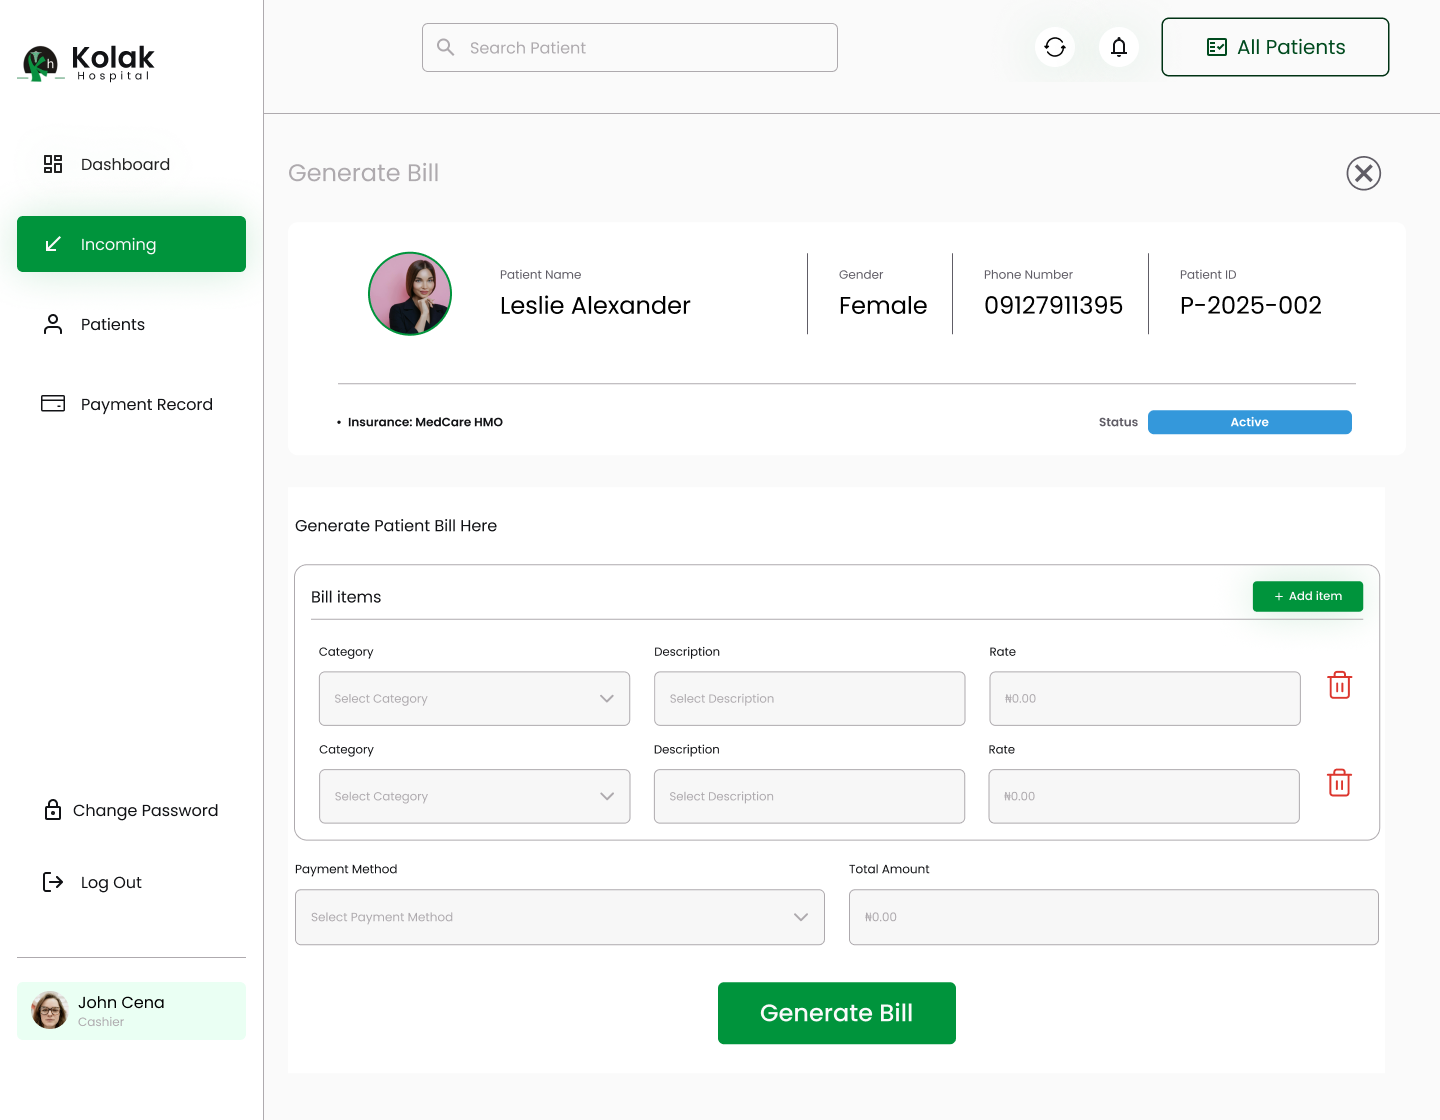 Kolak
Hospital
h
Search Patient
All Patients
Dashboard
Incoming
Patients
Payment Record
Change Password
Log Out
John Cena
Cashier
Generate Bill
Patient Name
Leslie Alexander
Gender
Female
Phone Number
09127911395
Patient ID
P-2025-002
• Insurance: MedCare HMO
Status
Active
Generate Patient Bill Here
Bill items
+ Add item
Category
Description
Rate
Select Category
Select Description
₦0.00
Category
Description
Rate
Select Category
Select Description
₦0.00
Payment Method
Total Amount
Select Payment Method
₦0.00
Generate Bill